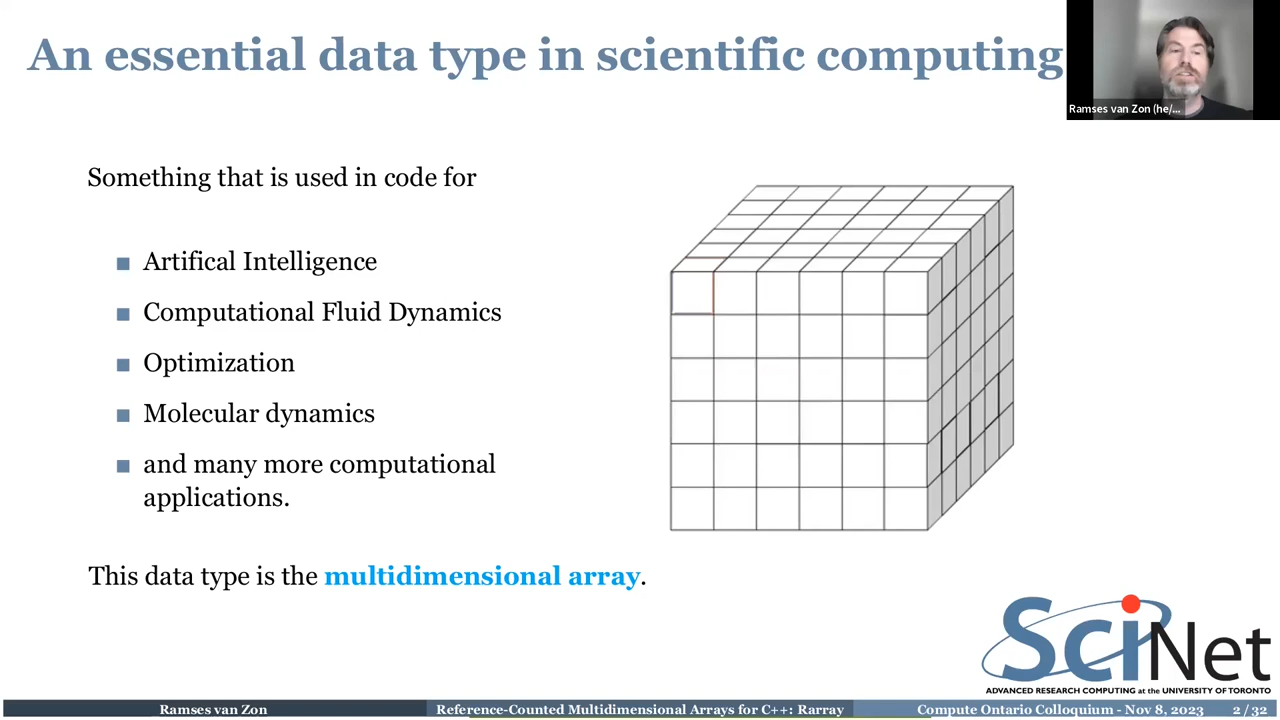 An essential data type in scientific computing
Ramses van Zon (he/...
Something that is used in code for
Artifical Intelligence
Computational Fluid Dynamics
Optimization
Molecular dynamics
and many more computational
applications.
This data type is the multidimensional array.
SciNet
ADVANCED RESEARCH COMPUTING at the UNIVERSITY OF TORONTO
Ramses van Zon
Reference-Counted Multidimensional Arrays for C++: Rarray
Compute Ontario Colloquium - Nov 8, 2023
2 / 32